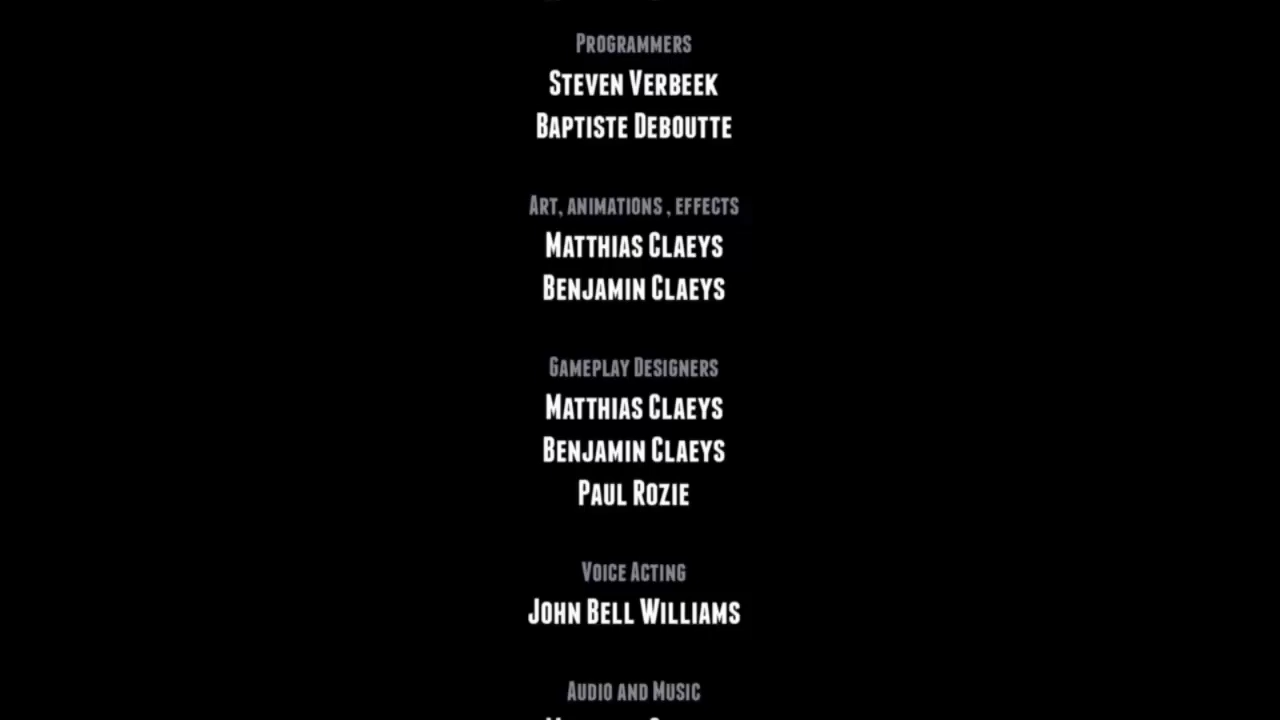 Programmers
Steven Verbeek
Baptiste Deboutte
Art, animations , effects
Matthias Claeys
Benjamin Claeys
Gameplay Designers
Matthias Claeys
Benjamin Claeys
Paul Rozie
Voice Acting
John Bell Williams
Audio and Music